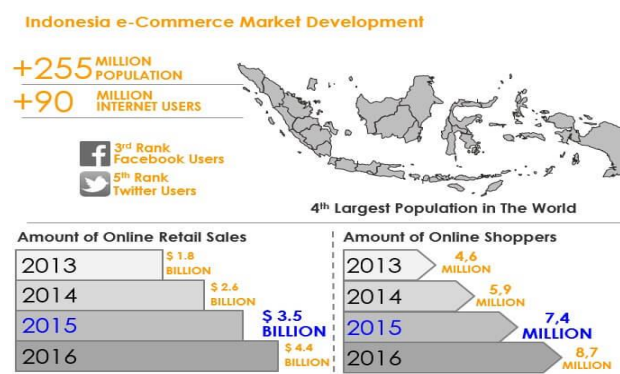 Indonesia e-Commerce Market Development
+255 MILLION
POPULATION
+90 MILLION
INTERNET USERS
f
3rd Rank
Facebook Users
5th Rank
Twitter Users
4th Largest Population in The World
Amount of Online Retail Sales
2013
$ 1.8
BILLION
2014
$ 2.6
BILLION
2015
$ 3.5
BILLION
2016
$ 4.4
BILLION
Amount of Online Shoppers
2013
4,6
MILLION
2014
5,9
MILLION
2015
7,4
MILLION
2016
8,7
MILLION